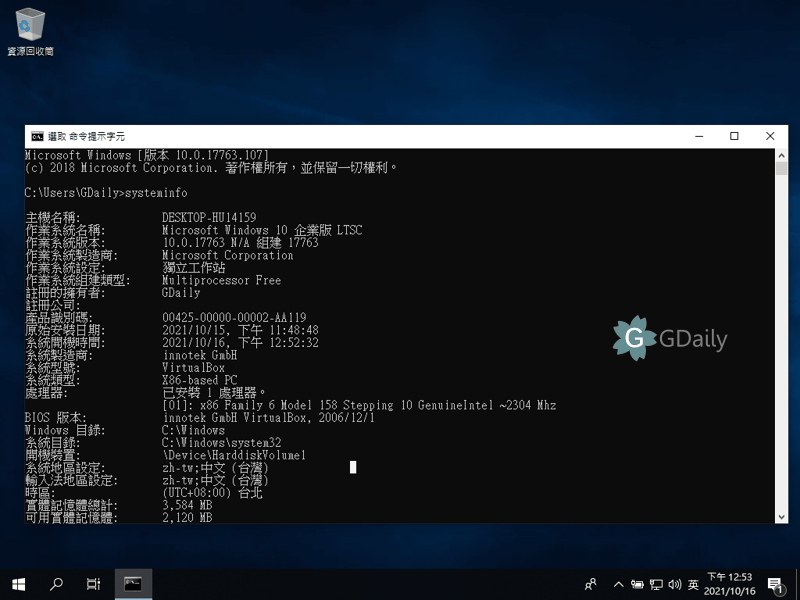 資源回收筒
選取 命令提示字元
Microsoft Windows [版本 10.0.17763.107]
(c) 2018 Microsoft Corporation. 著作權所有，並保留一切權利。
C:\Users\GDaily>systeminfo
主機名稱: DESKTOP-HU14159
作業系統名稱: Microsoft Windows 10 企業版 LTSC
作業系統版本: 10.0.17763 N/A 組建 17763
作業系統製造商: Microsoft Corporation
作業系統設定: 獨立工作站
作業系統組建類型: Multiprocessor Free
註冊的擁有者: GDaily
註冊公司:
產品識別碼: 00425-00000-00002-AA119
原始安裝日期: 2021/10/15, 下午 11:48:48
系統開機時間: 2021/10/16, 下午 12:52:32
系統製造商: innotek GmbH
系統型號: VirtualBox
系統類型: X86-based PC
處理器: 已安裝 1 處理器。
[01]: x86 Family 6 Model 158 Stepping 10 GenuineIntel ~2304 Mhz
BIOS 版本: innotek GmbH VirtualBox, 2006/12/1
Windows 目錄: C:\Windows
系統目錄: C:\Windows\system32
開機裝置: \Device\HarddiskVolume1
系統地區設定: zh-tw;中文 (台灣)
輸入法地區設定: zh-tw;中文 (台灣)
時區: (UTC+08:00) 台北
實體記憶體總計: 3,584 MB
可用實體記憶體: 2,120 MB
G GDaily
英
下午 12:53
2021/10/16
1